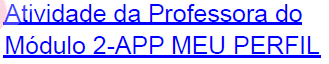 Atividade da Professora do
Módulo 2-APP MEU PERFIL